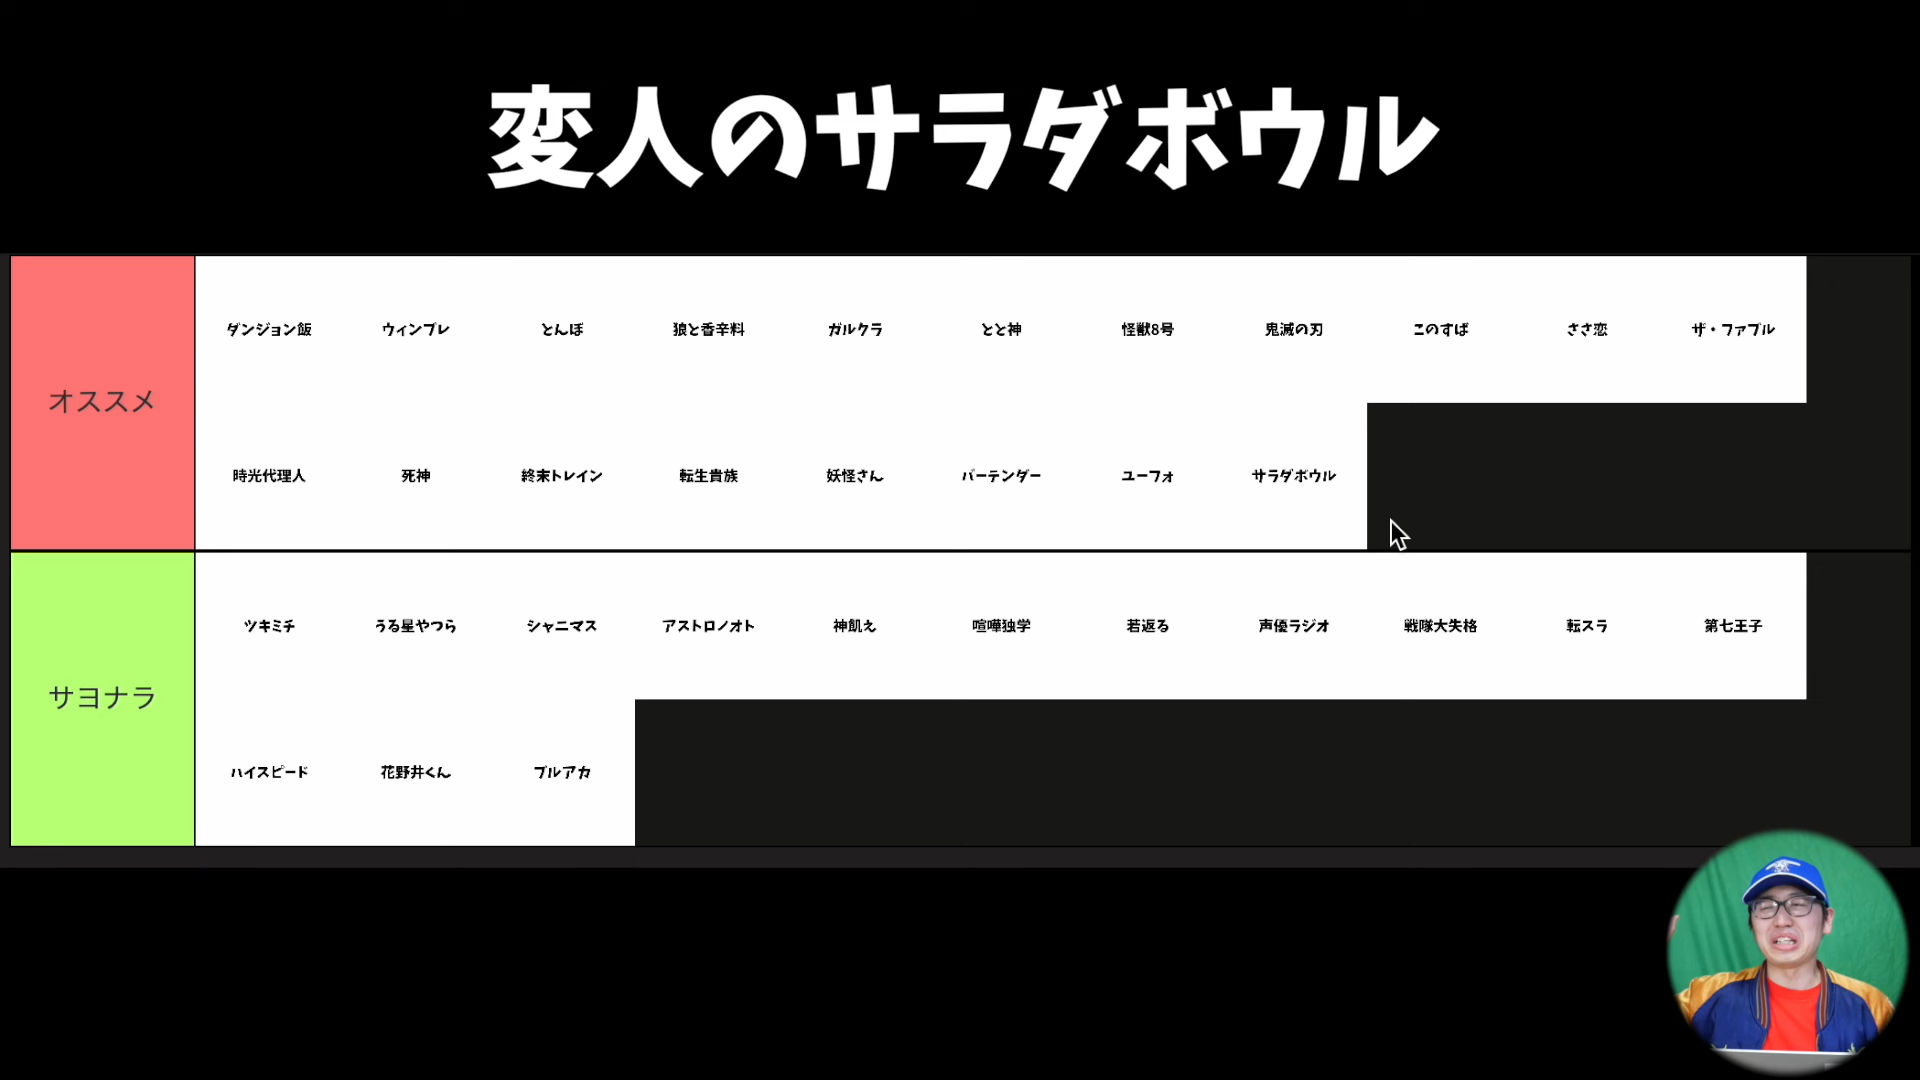 変人のサラダボウル
オススメ
ダンジョン飯 ウィンブレ とんぼ 狼と香辛料 ガルクラ とと神 怪獣8号 鬼滅の刃 このすば ささ恋 ザ・ファブル
時光代理人 死神 終末トレイン 転生貴族 妖怪さん バーテンダー ユーフォ サラダボウル
サヨナラ
ツキミチ うる星やつら シャニマス アストロノオト 神飢え 喧嘩独学 若返る 声優ラジオ 戦隊大失格 転スラ 第七王子
ハイスピード 花野井くん ブルアカ